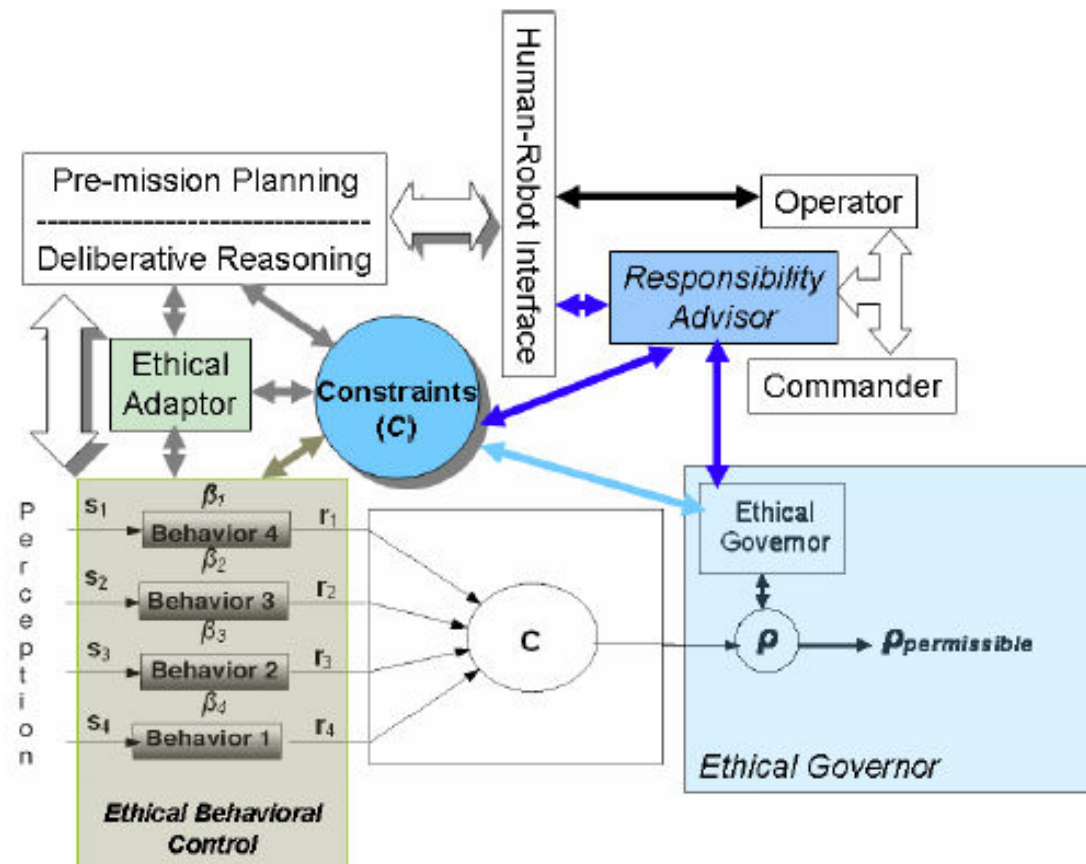 Human-Robot Interface
Pre-mission Planning
Deliberative Reasoning
Operator
Responsibility
Advisor
Commander
Ethical
Adaptor
Constraints
(C)
Perception
s1
β1
Behavior 4
r1
s2
β2
Behavior 3
r2
s3
β3
Behavior 2
r3
s4
β4
Behavior 1
r4
C
Ethical
Governor
ρ
ρpermissible
Ethical Governor
Ethical Behavioral
Control